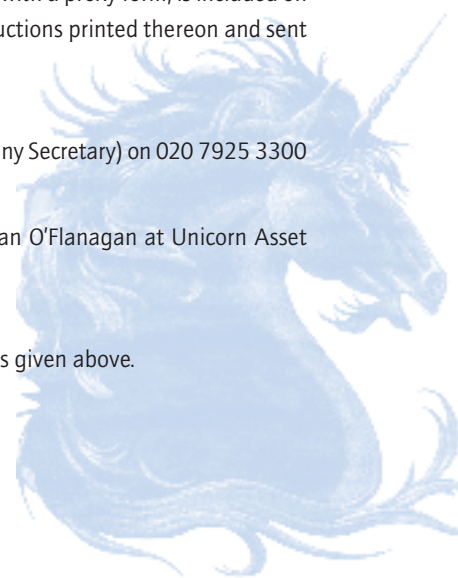 with a proxy form, is included on
uctions printed thereon and sent
ny Secretary) on 020 7925 3300
an O'Flanagan at Unicorn Asset
s given above.